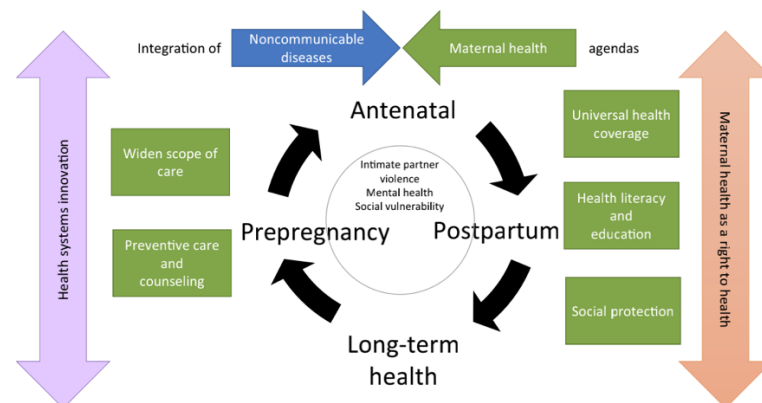 Integration of
Noncommunicable
diseases
Maternal health
agendas
Health systems innovation
Widen scope of
care
Preventive care
and
counseling
Antenatal
Intimate partner
violence
Mental health
Social vulnerability
Prepregnancy
Postpartum
Long-term
health
Universal health
coverage
Health literacy
and
education
Social protection
Maternal health as a right to
health